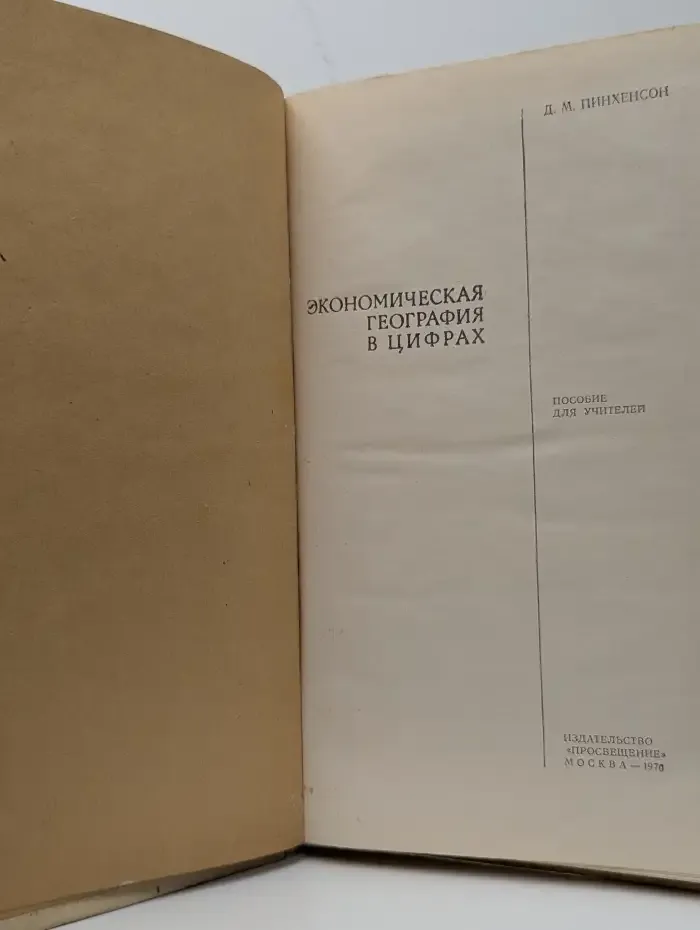 Д. М. ПИНХЕНСОН
ЭКОНОМИЧЕСКАЯ
ГЕОГРАФИЯ
В ЦИФРАХ
ПОСОБИЕ
ДЛЯ УЧИТЕЛЕЙ
ИЗДАТЕЛЬСТВО
«ПРОСВЕЩЕНИЕ»
МОСКВА — 1970